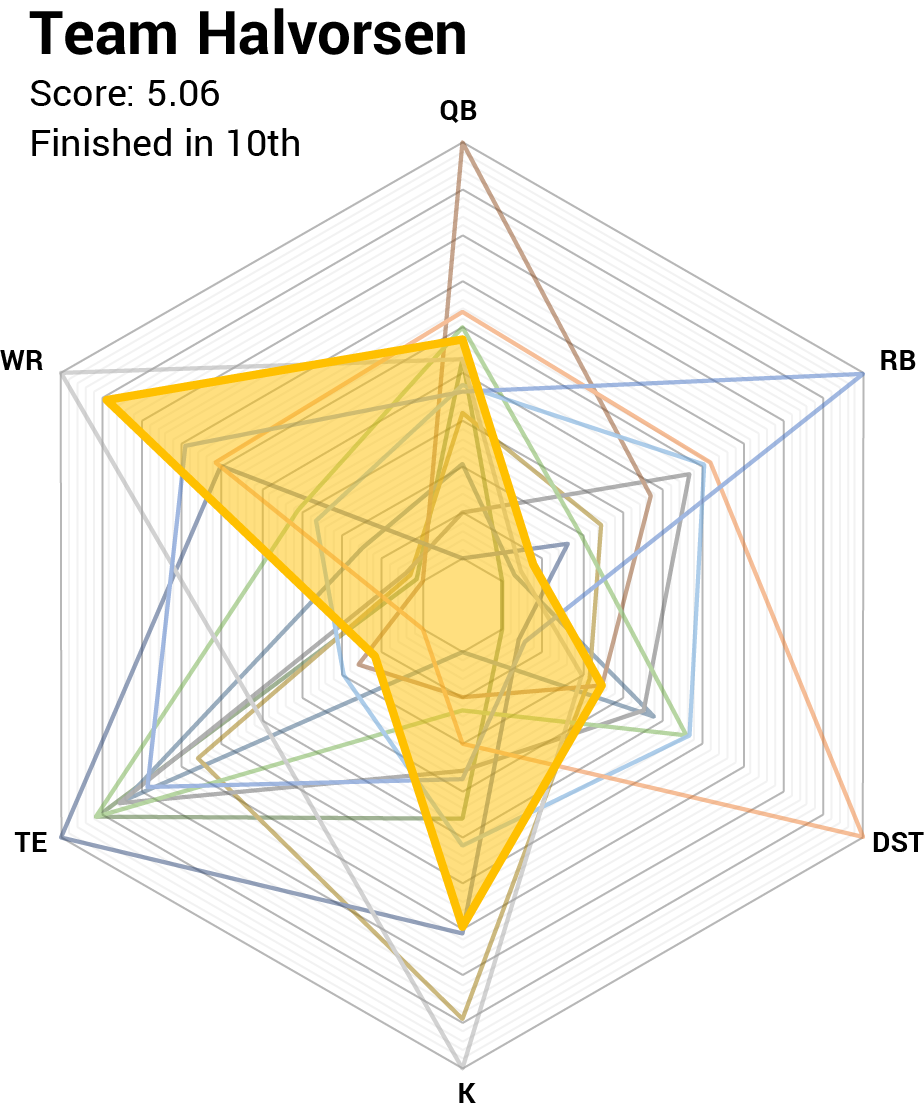 Team Halvorsen
Score: 5.06
Finished in 10th
QB
WR
RB
TE
DST
K